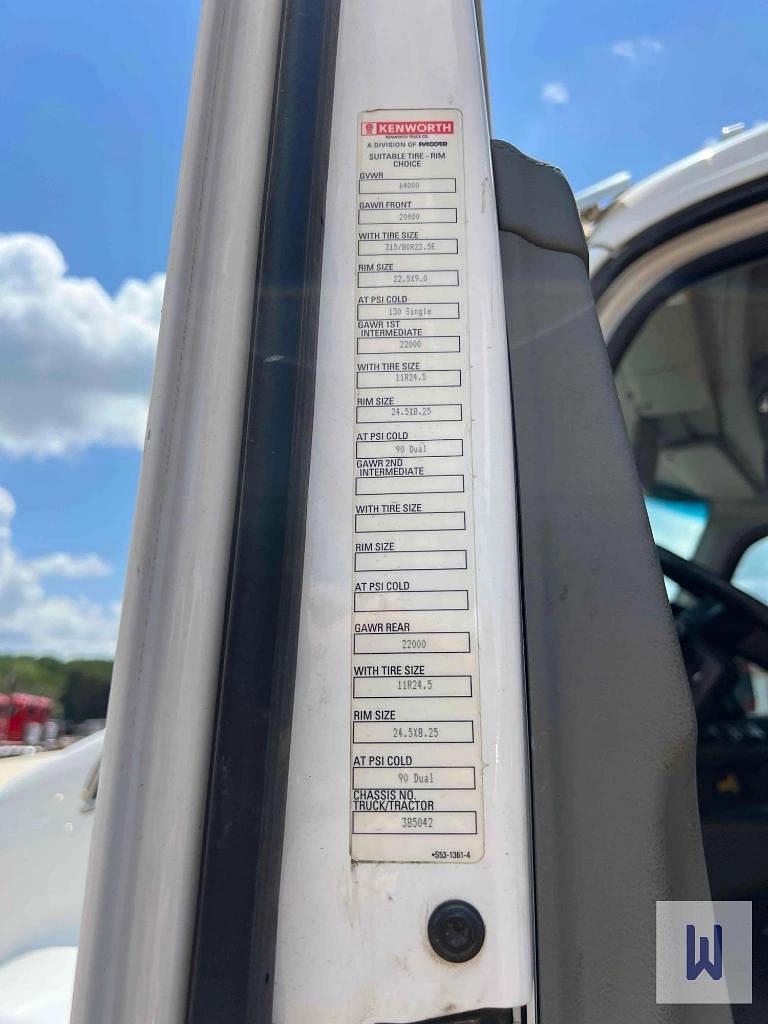 KENWORTH
KENWORTH TRUCK CO.
A DIVISION OF PACCAR
SUITABLE TIRE - RIM
CHOICE
GVWR
64000
GAWR FRONT
20000
WITH TIRE SIZE
315/80R22.5E
RIM SIZE
22.5X9.0
AT PSI COLD
130 Single
GAWR 1ST
INTERMEDIATE
22000
WITH TIRE SIZE
11R24.5
RIM SIZE
24.5X8.25
AT PSI COLD
90 Dual
GAWR 2ND
INTERMEDIATE
WITH TIRE SIZE
RIM SIZE
AT PSI COLD
GAWR REAR
22000
WITH TIRE SIZE
11R24.5
RIM SIZE
24.5X8.25
AT PSI COLD
90 Dual
CHASSIS NO.
TRUCK/TRACTOR
385042
•S53-1361-4
W